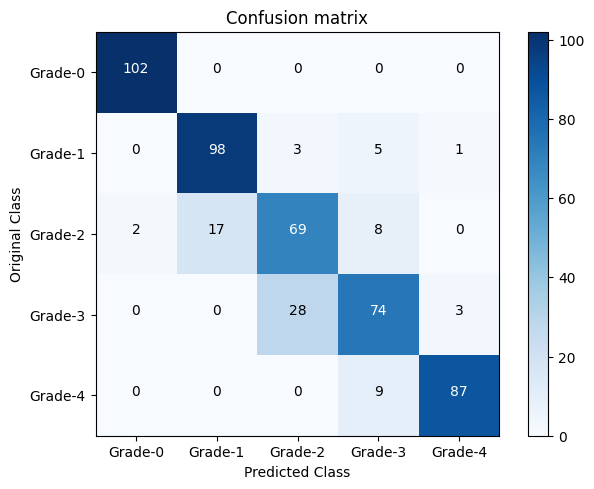 Confusion matrix
Original Class
Grade-0 102 0 0 0 0
Grade-1 0 98 3 5 1
Grade-2 2 17 69 8 0
Grade-3 0 0 28 74 3
Grade-4 0 0 0 9 87
Grade-0 Grade-1 Grade-2 Grade-3 Grade-4
Predicted Class
100
80
60
40
20
0